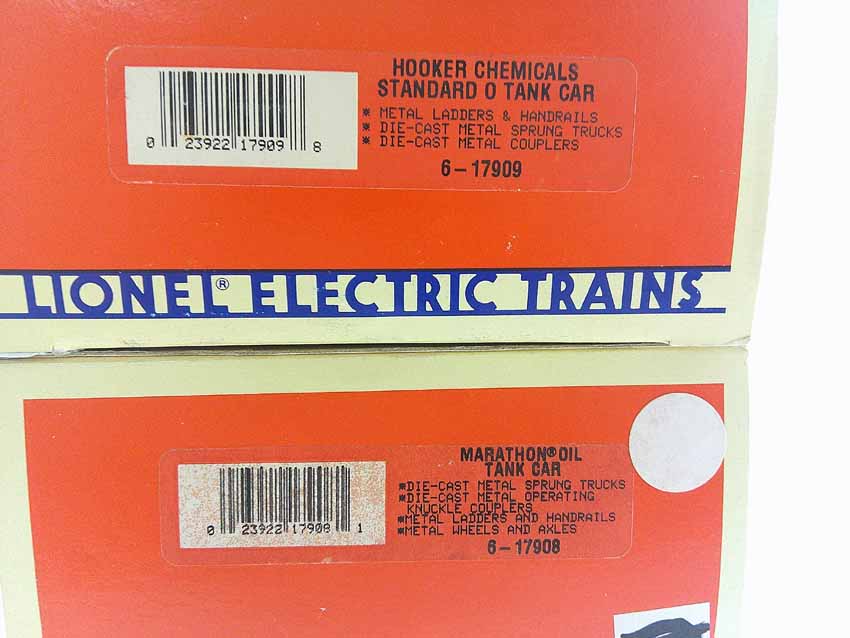 HOOKER CHEMICALS
STANDARD O TANK CAR
* METAL LADDERS & HANDRAILS
* DIE-CAST METAL SPRUNG TRUCKS
* DIE-CAST METAL COUPLERS
6-17909
0 23922 17909 8
LIONEL® ELECTRIC TRAINS
MARATHON® OIL
TANK CAR
*DIE-CAST METAL SPRUNG TRUCKS
*DIE-CAST METAL OPERATING
KNUCKLE COUPLERS
*METAL LADDERS AND HANDRAILS
*METAL WHEELS AND AXLES
6-17908
0 23922 17908 1